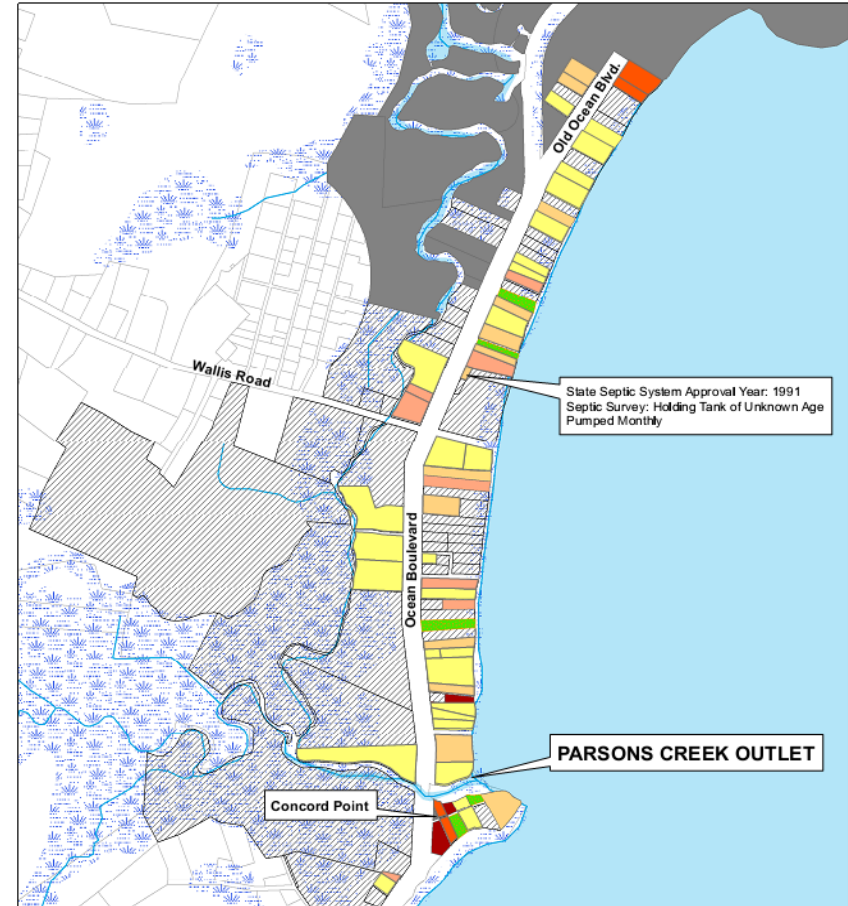 Old Ocean Blvd.
Wallis Road
State Septic System Approval Year: 1991
Septic Survey: Holding Tank of Unknown Age
Pumped Monthly
Ocean Boulevard
PARSONS CREEK OUTLET
Concord Point